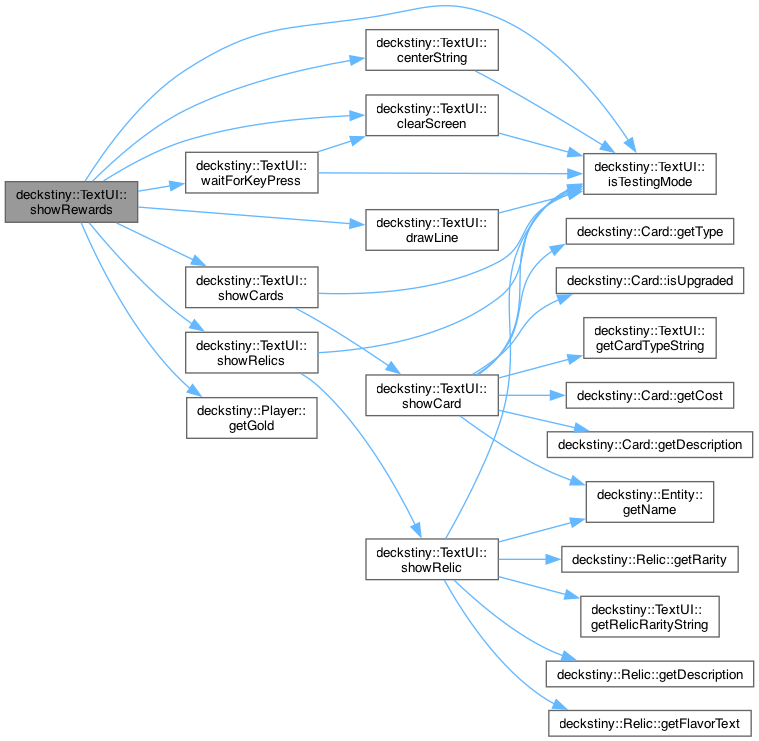 deckstiny::TextUI::
showRewards
deckstiny::TextUI::
waitForKeyPress
deckstiny::TextUI::
showCards
deckstiny::TextUI::
showRelics
deckstiny::Player::
getGold
deckstiny::TextUI::
centerString
deckstiny::TextUI::
clearScreen
deckstiny::TextUI::
drawLine
deckstiny::TextUI::
showCard
deckstiny::TextUI::
showRelic
deckstiny::TextUI::
isTestingMode
deckstiny::Card::getType
deckstiny::Card::isUpgraded
deckstiny::TextUI::
getCardTypeString
deckstiny::Card::getCost
deckstiny::Card::getDescription
deckstiny::Entity::
getName
deckstiny::Relic::getRarity
deckstiny::TextUI::
getRelicRarityString
deckstiny::Relic::getDescription
deckstiny::Relic::getFlavorText